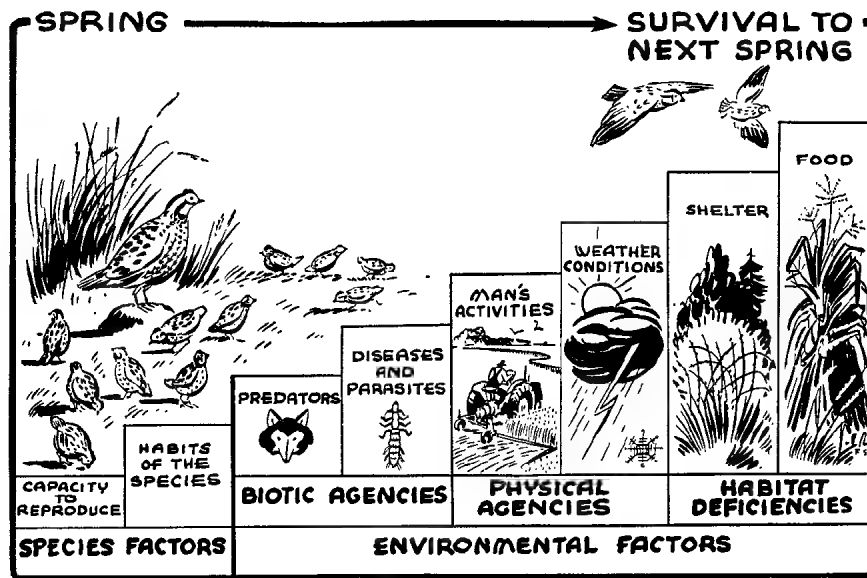 SPRING
SURVIVAL TO
NEXT SPRING
FOOD
SHELTER
WEATHER
CONDITIONS
MAN'S
ACTIVITIES
DISEASES
AND
PARASITES
PREDATORS
HABITS
OF THE
SPECIES
CAPACITY
TO
REPRODUCE
BIOTIC AGENCIES
PHYSICAL
AGENCIES
HABITAT
DEFICIENCIES
SPECIES FACTORS
ENVIRONMENTAL FACTORS